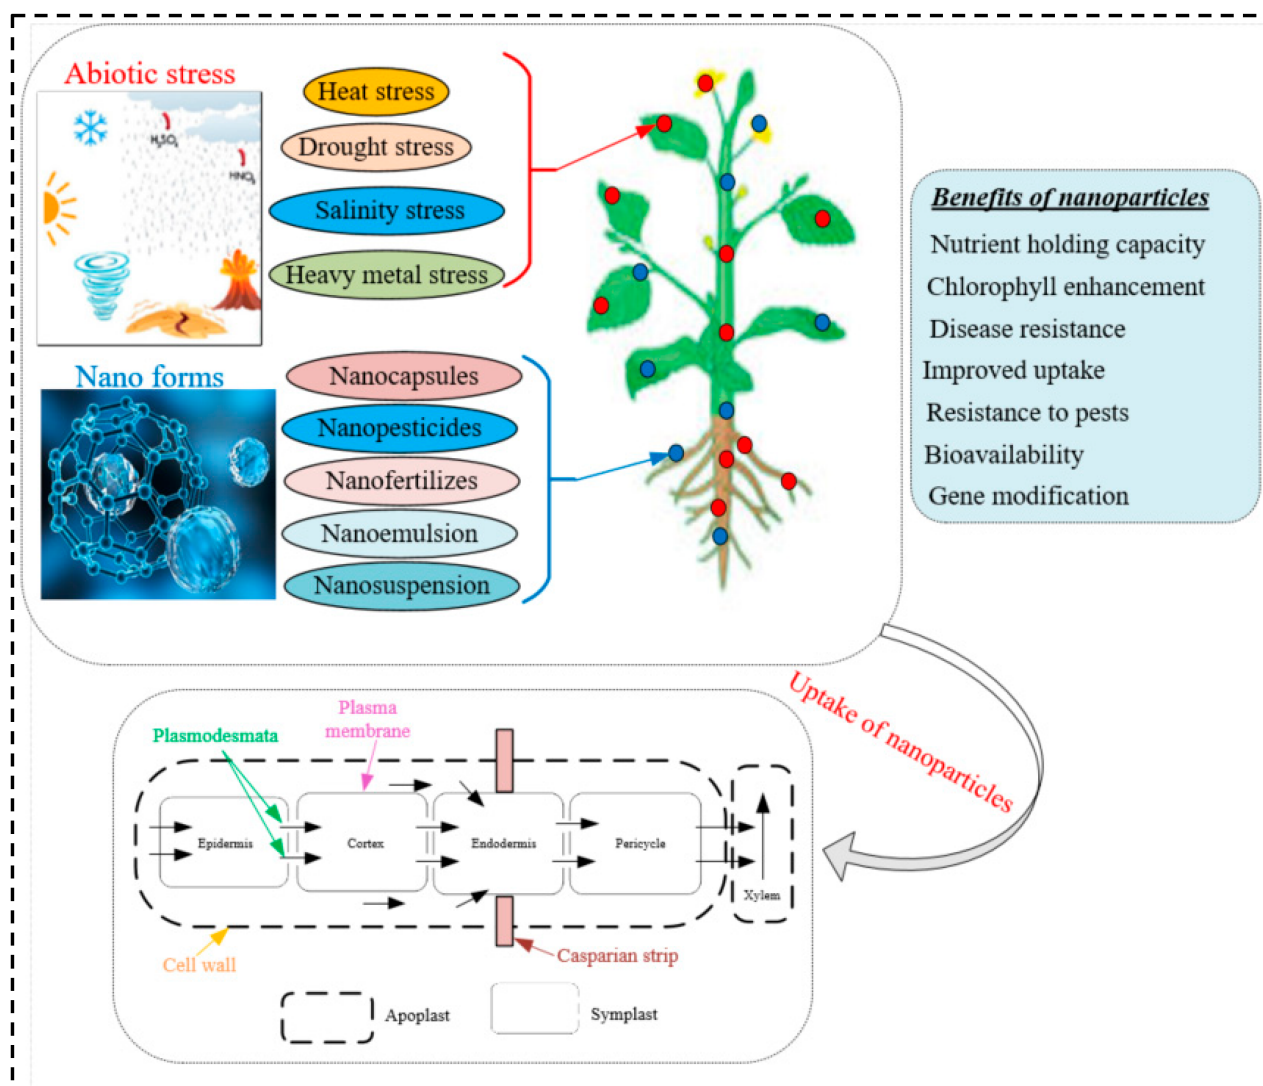 Abiotic stress
H₂SO₄
HNO₃
Heat stress
Drought stress
Salinity stress
Heavy metal stress
Nano forms
Nanocapsules
Nanopesticides
Nanofertilizes
Nanoemulsion
Nanosuspension
Benefits of nanoparticles
Nutrient holding capacity
Chlorophyll enhancement
Disease resistance
Improved uptake
Resistance to pests
Bioavailability
Gene modification
Uptake of nanoparticles
Plasma
membrane
Plasmodesmata
Epidermis
Cortex
Endodermis
Pericycle
Xylem
Cell wall
Casparian strip
Apoplast
Symplast